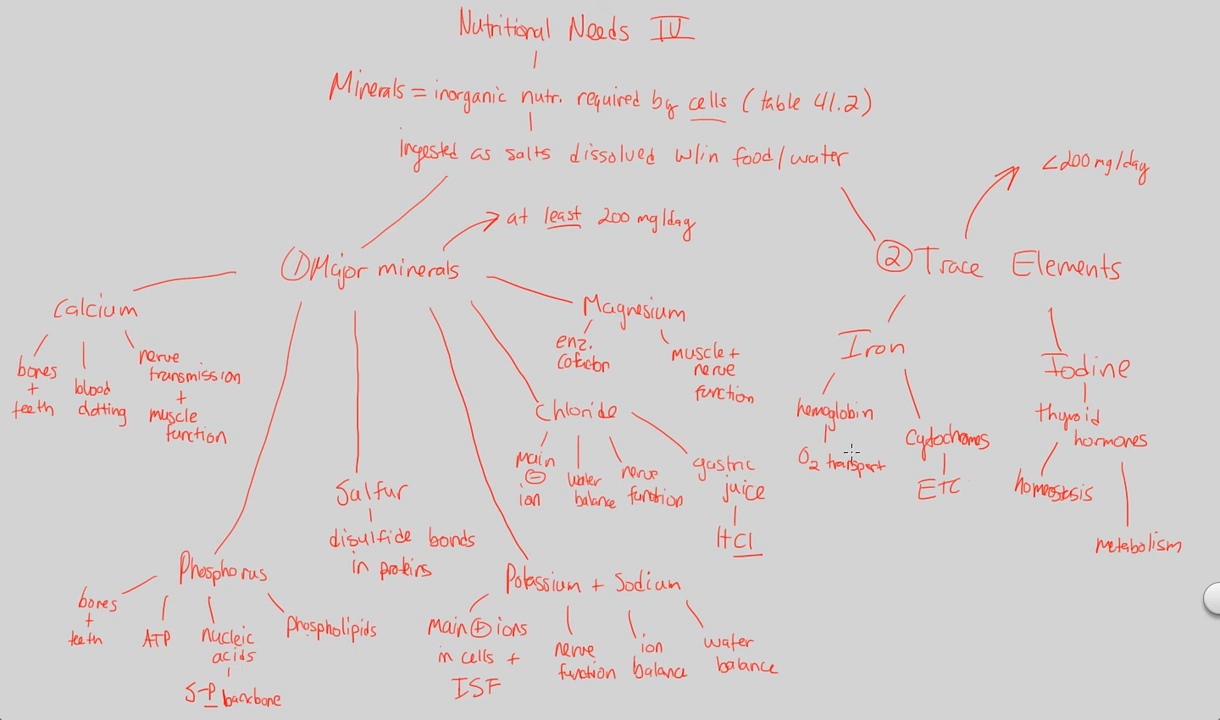 Nutritional Needs IV
Minerals = inorganic nutr. required by cells (table 41.2)
ingested as salts dissolved w/in food/water
<200 mg/day
at least 200 mg/day
① Major minerals
② Trace Elements
Calcium
bones
+
teeth
blood
clotting
nerve
transmission
+
muscle
function
Magnesium
enz.
cofactor
muscle +
nerve
function
Iron
hemoglobin
O2 transport
Cytochromes
ETC
Iodine
thyroid
hormones
homeostasis
metabolism
Chloride
main
⊖
ion
water
balance
nerve
function
gastric
juice
HCl
Sulfur
disulfide bonds
in proteins
Phosphorus
bones
+
teeth
ATP
nucleic
acids
S-P backbone
Phospholipids
Potassium + Sodium
main ⊕ ions
in cells +
ISF
nerve
function
ion
balance
water
balance